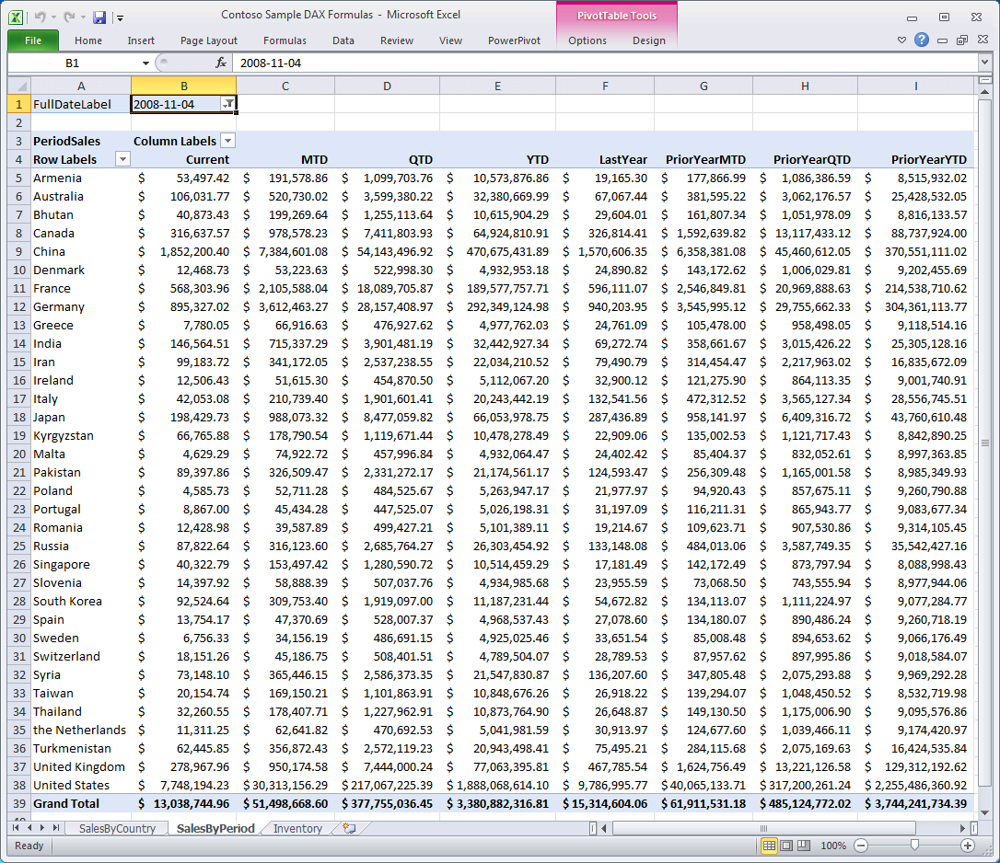 Contoso Sample DAX Formulas - Microsoft Excel
PivotTable Tools
File Home Insert Page Layout Formulas Data Review View PowerPivot Options Design
B1 fx 2008-11-04
A B C D E F G H I
1 FullDateLabel 2008-11-04
2
3 PeriodSales Column Labels
4 Row Labels Current MTD QTD YTD LastYear PriorYearMTD PriorYearQTD PriorYearYTD
5 Armenia $ 53,497.42 $ 191,578.86 $ 1,099,703.76 $ 10,573,876.86 $ 19,165.30 $ 177,866.99 $ 1,086,386.59 $ 8,515,932.02
6 Australia $ 106,031.77 $ 520,730.02 $ 3,599,380.22 $ 32,380,669.99 $ 67,067.44 $ 381,595.22 $ 3,062,176.57 $ 25,428,532.05
7 Bhutan $ 40,873.43 $ 199,269.64 $ 1,255,113.64 $ 10,615,904.29 $ 29,604.01 $ 161,807.34 $ 1,051,978.09 $ 8,816,133.57
8 Canada $ 316,637.57 $ 978,578.23 $ 7,411,803.93 $ 64,924,810.91 $ 326,814.41 $ 1,592,639.82 $ 13,117,433.12 $ 88,737,924.00
9 China $ 1,852,200.40 $ 7,384,601.08 $ 54,143,496.92 $ 470,675,431.89 $ 1,570,606.35 $ 6,358,381.08 $ 45,460,612.05 $ 370,551,111.02
10 Denmark $ 12,468.73 $ 53,223.63 $ 522,998.30 $ 4,932,953.18 $ 24,890.82 $ 143,172.62 $ 1,006,029.81 $ 9,202,455.69
11 France $ 568,303.96 $ 2,105,588.04 $ 18,089,705.87 $ 189,577,757.71 $ 596,111.07 $ 2,546,849.81 $ 20,969,888.63 $ 214,538,710.62
12 Germany $ 895,327.02 $ 3,612,463.27 $ 28,157,408.97 $ 292,349,124.98 $ 940,203.95 $ 3,545,995.12 $ 29,755,662.33 $ 304,361,113.77
13 Greece $ 7,780.05 $ 66,916.63 $ 476,927.62 $ 4,977,762.03 $ 24,761.09 $ 105,478.00 $ 958,498.05 $ 9,118,514.16
14 India $ 146,564.51 $ 715,337.29 $ 3,901,481.19 $ 32,442,927.34 $ 69,272.74 $ 358,661.67 $ 3,015,426.22 $ 25,305,128.16
15 Iran $ 99,183.72 $ 341,172.05 $ 2,537,238.55 $ 22,034,210.52 $ 79,490.79 $ 314,454.47 $ 2,217,963.02 $ 16,835,672.09
16 Ireland $ 12,506.43 $ 51,615.30 $ 454,870.50 $ 5,112,067.20 $ 32,900.12 $ 121,275.90 $ 864,113.35 $ 9,001,740.91
17 Italy $ 42,053.08 $ 210,739.40 $ 1,901,601.41 $ 20,243,442.19 $ 132,541.56 $ 472,312.52 $ 3,565,127.34 $ 28,556,745.51
18 Japan $ 198,429.73 $ 988,073.32 $ 8,477,059.82 $ 66,053,978.75 $ 287,436.89 $ 958,141.97 $ 6,409,316.72 $ 43,760,610.48
19 Kyrgyzstan $ 66,765.88 $ 178,790.54 $ 1,119,671.44 $ 10,478,278.49 $ 22,909.06 $ 135,002.53 $ 1,121,717.43 $ 8,842,890.25
20 Malta $ 4,629.29 $ 74,922.72 $ 457,996.84 $ 4,932,064.47 $ 24,402.42 $ 85,404.37 $ 832,052.61 $ 8,997,363.85
21 Pakistan $ 89,397.86 $ 326,509.47 $ 2,331,272.17 $ 21,174,561.17 $ 124,593.47 $ 256,309.48 $ 1,165,001.58 $ 8,985,349.93
22 Poland $ 4,585.73 $ 52,711.28 $ 484,525.67 $ 5,263,947.17 $ 21,977.97 $ 94,920.43 $ 857,675.11 $ 9,260,790.88
23 Portugal $ 8,867.00 $ 45,434.28 $ 447,525.07 $ 5,026,198.31 $ 31,197.09 $ 116,211.31 $ 865,943.77 $ 9,083,677.34
24 Romania $ 12,428.98 $ 39,587.89 $ 499,427.21 $ 5,101,389.11 $ 19,214.67 $ 109,623.71 $ 907,530.86 $ 9,314,105.45
25 Russia $ 87,822.64 $ 316,123.60 $ 2,685,764.27 $ 26,303,454.92 $ 133,148.08 $ 484,013.06 $ 3,587,749.35 $ 35,542,427.16
26 Singapore $ 40,322.79 $ 153,497.42 $ 1,280,590.72 $ 10,514,459.29 $ 17,181.49 $ 142,172.49 $ 873,797.94 $ 8,088,998.43
27 Slovenia $ 14,397.92 $ 58,888.39 $ 507,037.76 $ 4,934,985.68 $ 23,955.59 $ 73,068.50 $ 743,555.94 $ 8,977,944.06
28 South Korea $ 92,524.64 $ 309,753.40 $ 1,919,097.00 $ 11,187,231.44 $ 54,672.82 $ 134,113.07 $ 1,111,224.97 $ 9,077,284.77
29 Spain $ 13,754.17 $ 47,370.69 $ 528,007.37 $ 4,968,537.43 $ 27,078.60 $ 134,180.07 $ 890,486.24 $ 9,260,718.19
30 Sweden $ 6,756.33 $ 34,156.19 $ 486,691.15 $ 4,925,025.46 $ 33,651.54 $ 85,008.48 $ 894,653.62 $ 9,066,176.49
31 Switzerland $ 18,151.26 $ 45,186.75 $ 508,401.51 $ 4,789,504.07 $ 28,789.53 $ 87,957.62 $ 897,995.86 $ 9,018,584.07
32 Syria $ 73,148.10 $ 365,446.15 $ 2,586,373.35 $ 21,547,830.87 $ 136,207.60 $ 347,805.48 $ 2,075,293.88 $ 9,969,292.28
33 Taiwan $ 20,154.74 $ 169,150.21 $ 1,101,863.91 $ 10,848,676.26 $ 26,918.22 $ 139,294.07 $ 1,048,450.52 $ 8,532,719.98
34 Thailand $ 32,260.55 $ 178,407.71 $ 1,227,962.91 $ 10,873,764.90 $ 26,648.87 $ 149,130.50 $ 1,175,006.90 $ 9,095,576.86
35 the Netherlands $ 11,311.25 $ 62,641.82 $ 470,692.53 $ 5,041,981.59 $ 30,913.97 $ 124,677.60 $ 1,039,466.11 $ 9,174,420.97
36 Turkmenistan $ 62,445.85 $ 356,872.43 $ 2,572,119.23 $ 20,943,498.41 $ 75,495.21 $ 284,115.68 $ 2,075,169.63 $ 16,424,535.84
37 United Kingdom $ 278,967.96 $ 950,174.58 $ 7,444,000.24 $ 77,063,395.81 $ 467,785.54 $ 1,624,756.49 $ 13,221,126.58 $ 129,312,192.62
38 United States $ 7,748,194.23 $ 30,313,156.29 $ 217,067,225.39 $ 1,888,068,614.10 $ 9,786,995.77 $ 40,065,133.71 $ 317,200,261.24 $ 2,255,486,360.92
39 Grand Total $ 13,038,744.96 $ 51,498,668.60 $ 377,755,036.45 $ 3,380,882,316.81 $ 15,314,604.06 $ 61,911,531.18 $ 485,124,772.02 $ 3,744,241,734.39
SalesByCountry SalesByPeriod Inventory
Ready 100%